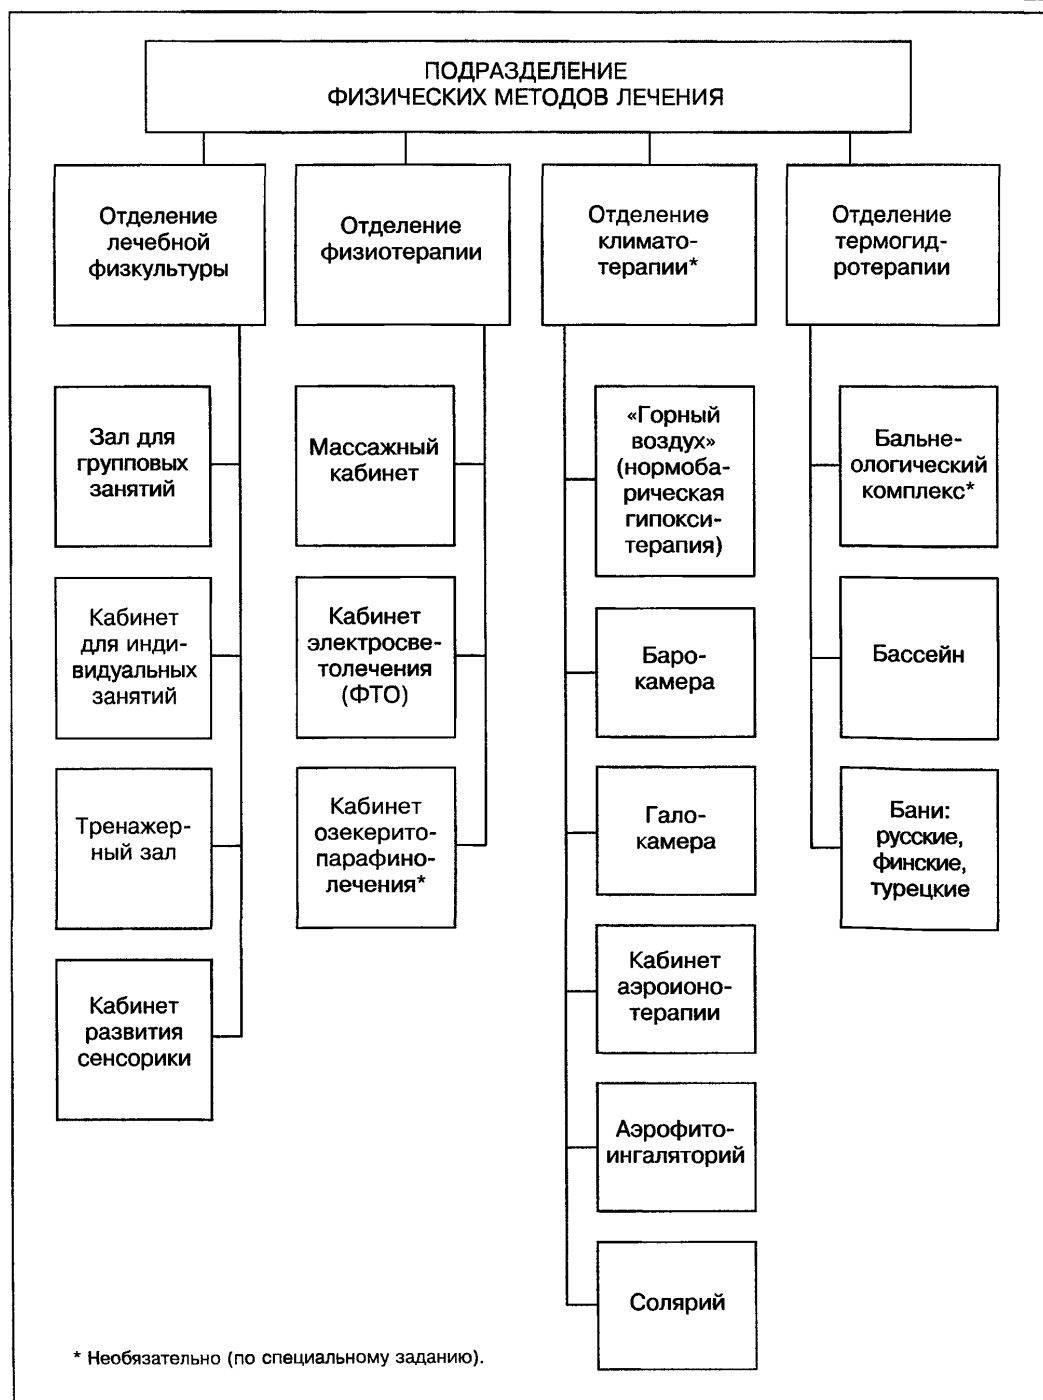 ПОДРАЗДЕЛЕНИЕ
ФИЗИЧЕСКИХ МЕТОДОВ ЛЕЧЕНИЯ
Отделение
лечебной
физкультуры
Отделение
физиотерапии
Отделение
климато-
терапии*
Отделение
термогид-
ротерапии
Зал для
групповых
занятий
Кабинет
для инди-
видуальных
занятий
Тренажер-
ный зал
Кабинет
развития
сенсорики
Массажный
кабинет
Кабинет
электросве-
толечения
(ФТО)
Кабинет
озекерито-
парафино-
лечения*
«Горный
воздух»
(нормоба-
рическая
гипокси-
терапия)
Баро-
камера
Гало-
камера
Кабинет
аэроионо-
терапии
Аэрофито-
ингаляторий
Солярий
Бальне-
ологический
комплекс*
Бассейн
Бани:
русские,
финские,
турецкие
* Необязательно (по специальному заданию).